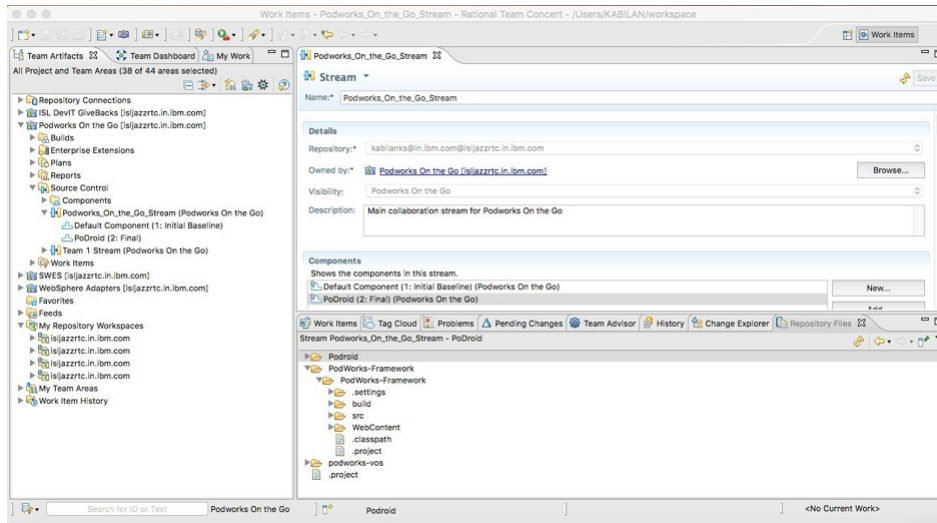 Work Items - Podworks_On_the_Go_Stream - Rational Team Concert - /Users/KABILAN/workspace
Work Items
Team Artifacts
Team Dashboard
My Work
All Project and Team Areas (38 of 44 areas selected)
Repository Connections
ISL DevIT GiveBacks [isljazzrtc.in.ibm.com]
Podworks On the Go [isljazzrtc.in.ibm.com]
Builds
Enterprise Extensions
Plans
Reports
Source Control
Components
Podworks_On_the_Go_Stream (Podworks On the Go)
Default Component (1: Initial Baseline)
PoDroid (2: Final)
Team 1 Stream (Podworks On the Go)
Work Items
SWES [isljazzrtc.in.ibm.com]
WebSphere Adapters [isljazzrtc.in.ibm.com]
Favorites
Feeds
My Repository Workspaces
isljazzrtc.in.ibm.com
isljazzrtc.in.ibm.com
isljazzrtc.in.ibm.com
isljazzrtc.in.ibm.com
My Team Areas
Work Item History
Podworks_On_the_Go_Stream
Stream
Save
Name:* Podworks_On_the_Go_Stream
Details
Repository:* kabilanks@in.ibm.com@isljazzrtc.in.ibm.com
Owned by:* Podworks On the Go [isljazzrtc.in.ibm.com] Browse...
Visibility: Podworks On the Go
Description: Main collaboration stream for Podworks On the Go
Components
Shows the components in this stream.
Default Component (1: Initial Baseline) (Podworks On the Go) New...
PoDroid (2: Final) (Podworks On the Go)
Work Items Tag Cloud Problems Pending Changes Team Advisor History Change Explorer Repository Files
Stream Podworks_On_the_Go_Stream - PoDroid
Podroid
PodWorks-Framework
PodWorks-Framework
.settings
build
src
WebContent
.classpath
.project
podworks-vos
.project
Search for ID or Text Podworks On the Go Podroid <No Current Work>